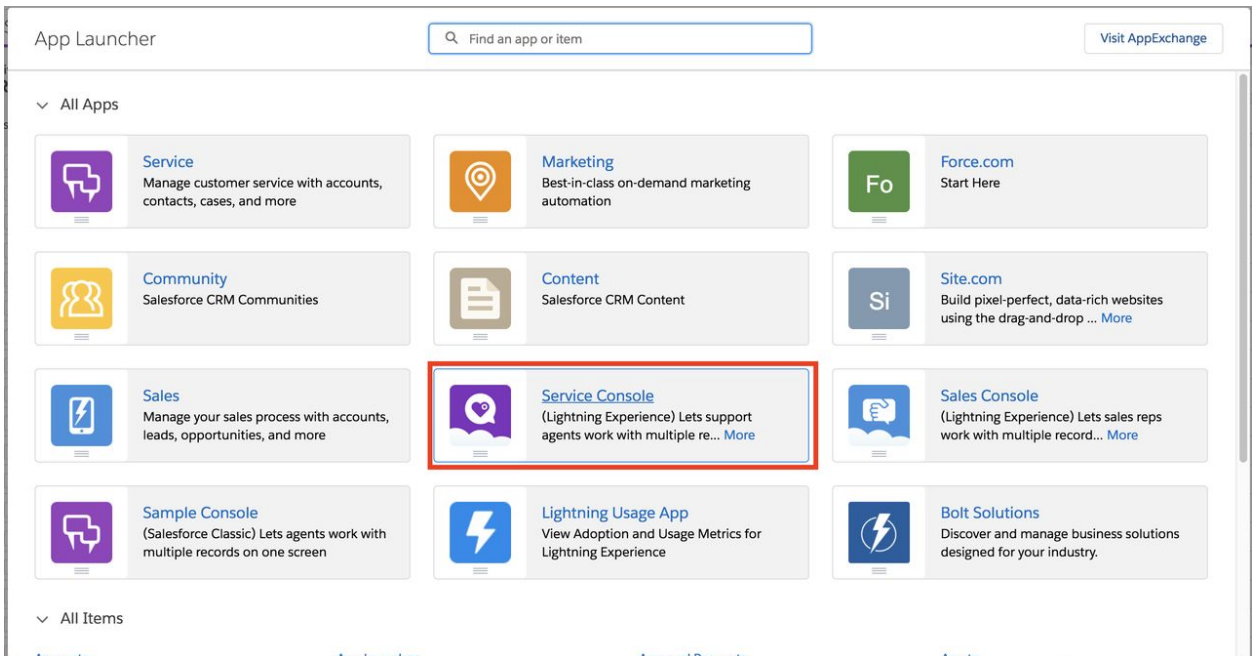 App Launcher
Find an app or item
Visit AppExchange
All Apps
Service
Manage customer service with accounts,
contacts, cases, and more
Marketing
Best-in-class on-demand marketing
automation
Fo
Force.com
Start Here
Community
Salesforce CRM Communities
Content
Salesforce CRM Content
Si
Site.com
Build pixel-perfect, data-rich websites
using the drag-and-drop ... More
Sales
Manage your sales process with accounts,
leads, opportunities, and more
Service Console
(Lightning Experience) Lets support
agents work with multiple re... More
Sales Console
(Lightning Experience) Lets sales reps
work with multiple record... More
Sample Console
(Salesforce Classic) Lets agents work with
multiple records on one screen
Lightning Usage App
View Adoption and Usage Metrics for
Lightning Experience
Bolt Solutions
Discover and manage business solutions
designed for your industry.
All Items